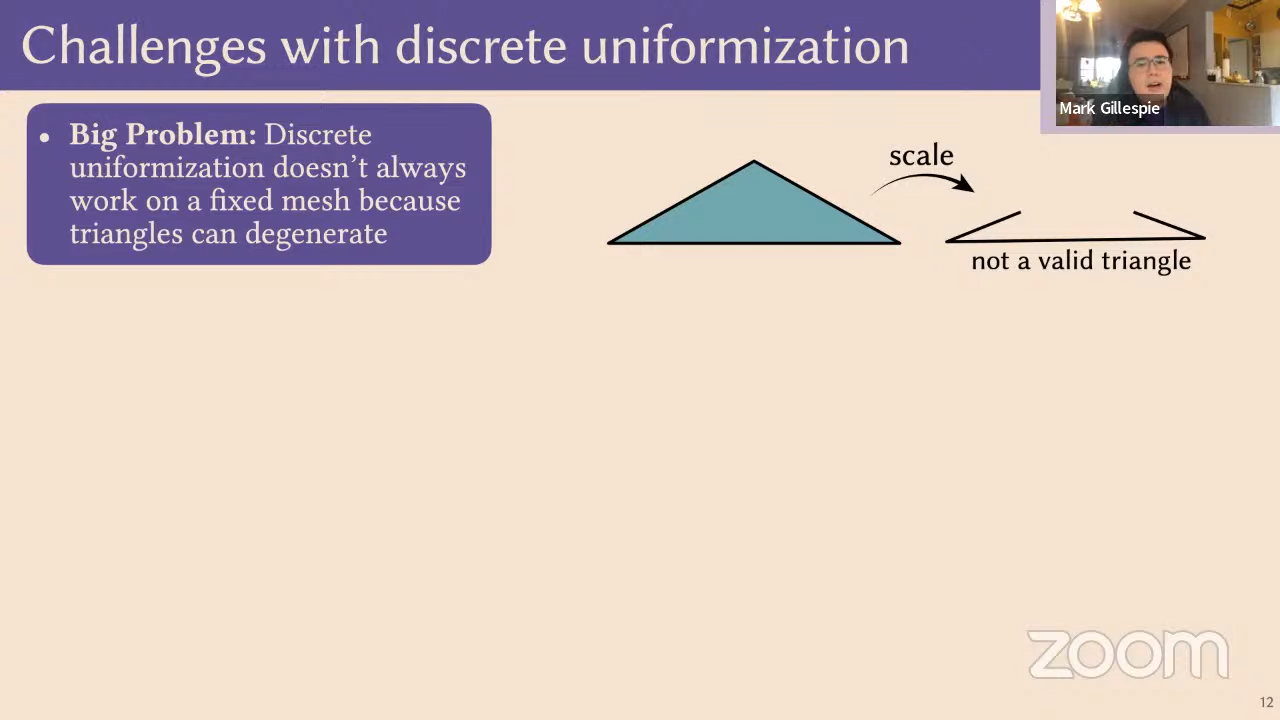 Challenges with discrete uniformization
Mark Gillespie
• Big Problem: Discrete
uniformization doesn’t always
work on a fixed mesh because
triangles can degenerate
scale
not a valid triangle
zoom
12